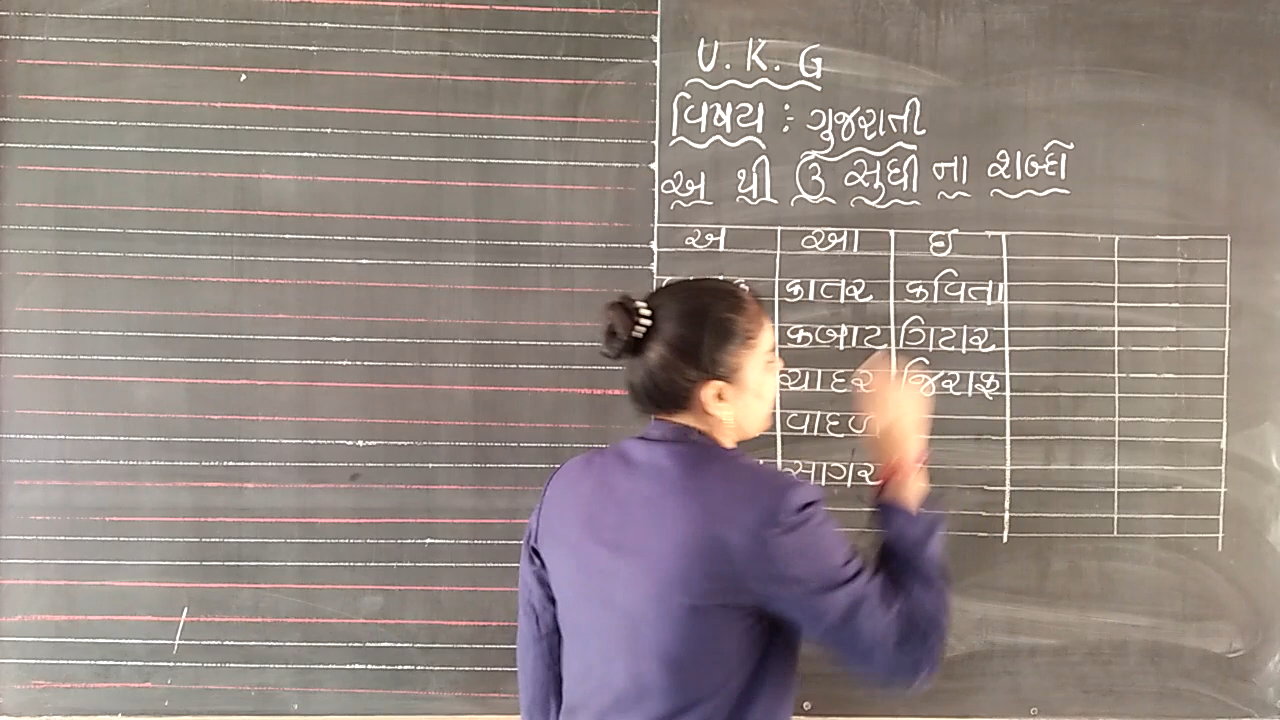 U. K. G
વિષય : ગુજરાતી
અ થી ઉ સુધી ના શબ્દો
અ આ ઇ
કાતર કવિતા
કબાટ ગિટાર
ચાદર જિરાફ
વાદળ
સાગર